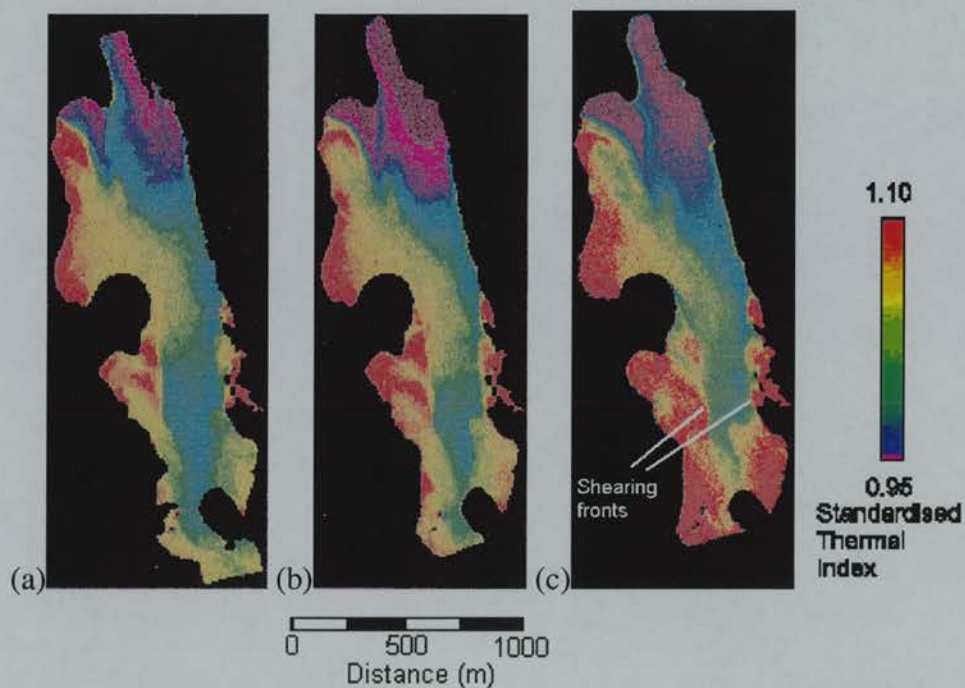 1.10
0.95
Standardised
Thermal
Index
Shearing
fronts
(a)
(b)
(c)
0 500 1000
Distance (m)